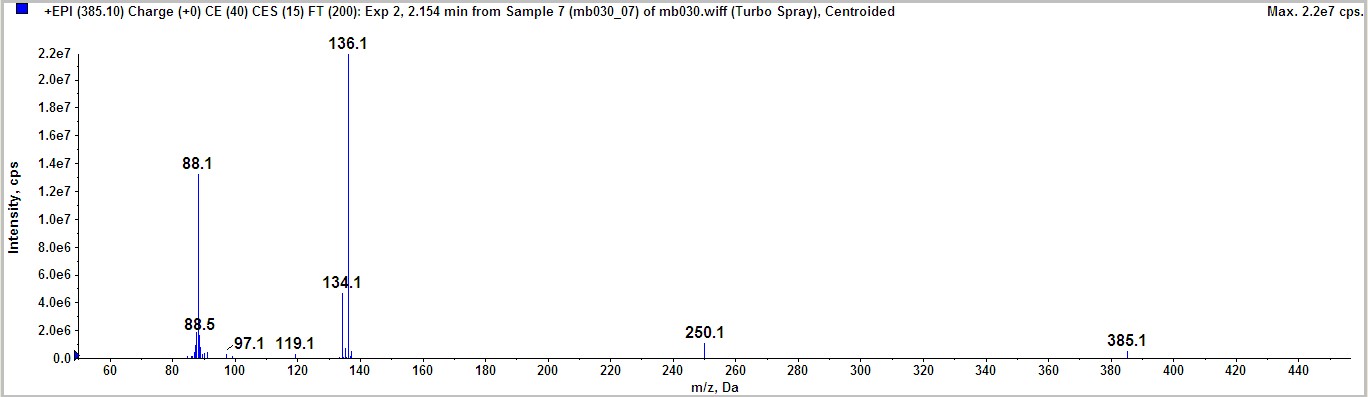 +EPI (385.10) Charge (+0) CE (40) CES (15) FT (200): Exp 2, 2.154 min from Sample 7 (mb030_07) of mb030.wiff (Turbo Spray), Centroided Max. 2.2e7 cps.
136.1
2.2e7
2.0e7
1.8e7
1.6e7
88.1
1.4e7
1.2e7
1.0e7
8.0e6
134.1
6.0e6
4.0e6
88.5
2.0e6
97.1 119.1 250.1 385.1
0.0
60 80 100 120 140 160 180 200 220 240 260 280 300 320 340 360 380 400 420 440
m/z, Da
Intensity, cps